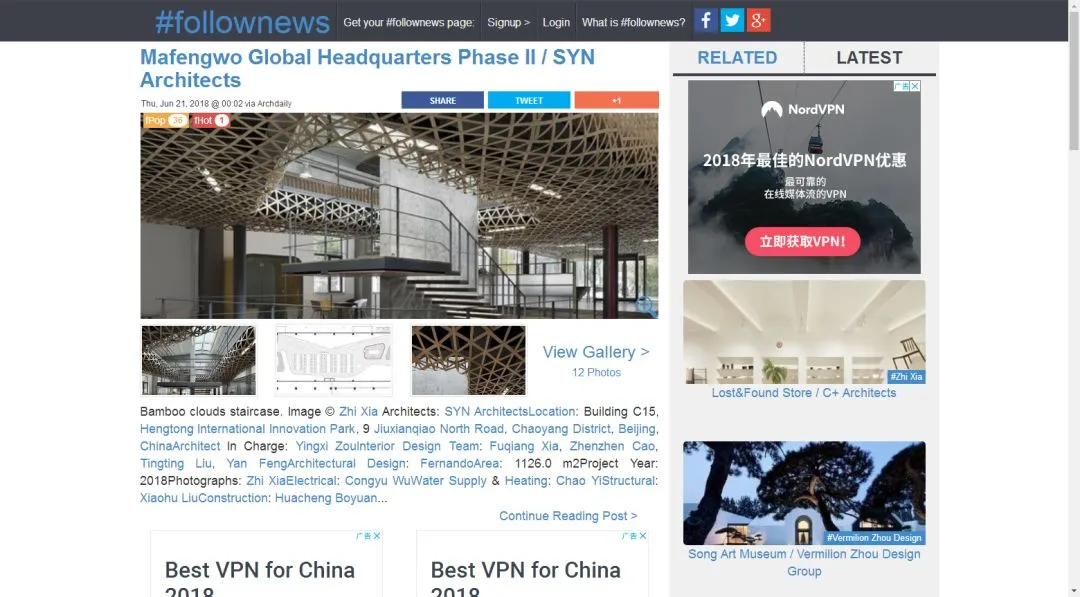 #follownews
Get your #follownews page:
Signup >
Login
What is #follownews?
Mafengwo Global Headquarters Phase II / SYN
Architects
Thu, Jun 21, 2018 @ 00:02 via Archdaily
SHARE
TWEET
+1
fPop 36
fHot 1
View Gallery >
12 Photos
Bamboo clouds staircase. Image © Zhi Xia Architects: SYN ArchitectsLocation: Building C15,
Hengtong International Innovation Park, 9 Jiuxianqiao North Road, Chaoyang District, Beijing,
ChinaArchitect In Charge: Yingxi ZouInterior Design Team: Fuqiang Xia, Zhenzhen Cao,
Tingting Liu, Yan FengArchitectural Design: FernandoArea: 1126.0 m2Project Year:
2018Photographs: Zhi XiaElectrical: Congyu WuWater Supply & Heating: Chao YiStructural:
Xiaohu LiuConstruction: Huacheng Boyuan...
Continue Reading Post >
广告
Best VPN for China
2018
广告
Best VPN for China
2018
RELATED
LATEST
广告
NordVPN
2018年最佳的NordVPN优惠
最可靠的
在线媒体流的VPN
立即获取VPN!
#Zhi Xia
Lost&Found Store / C+ Architects
#Vermilion Zhou Design
Song Art Museum / Vermilion Zhou Design
Group